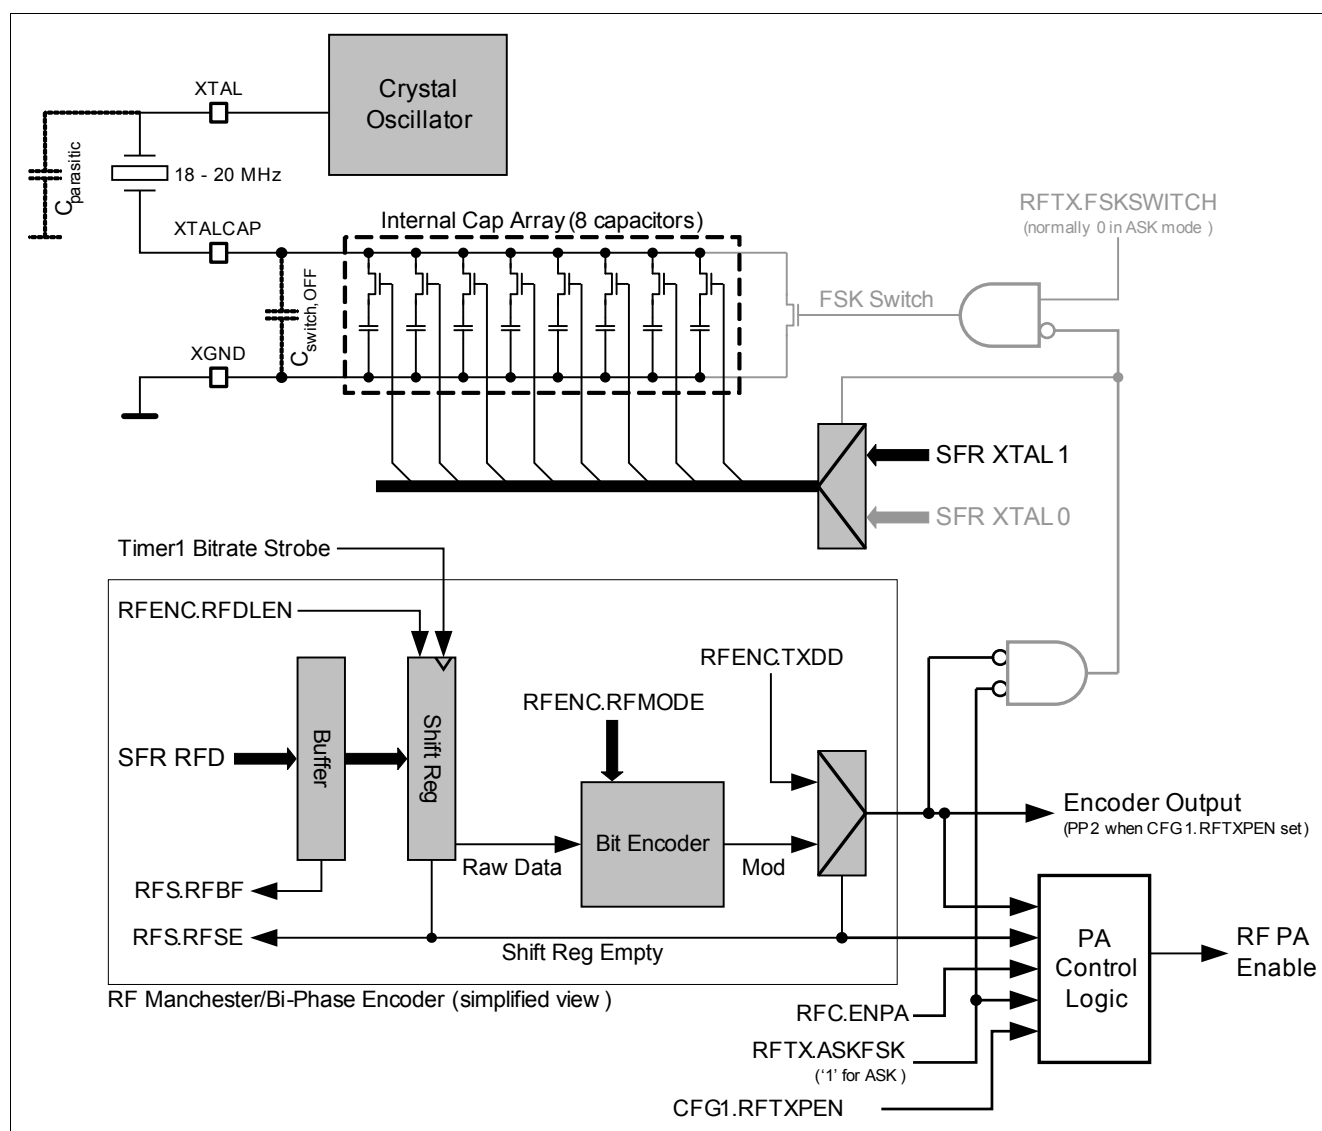 Crystal
Oscillator
XTAL
Cparasitic
18 - 20 MHz
XTALCAP
Internal Cap Array (8 capacitors)
RFTX.FSKSWITCH
(normally 0 in ASK mode )
FSK Switch
Cswitch,OFF
XGND
SFR XTAL 1
SFR XTAL 0
Timer1 Bitrate Strobe
RFENC.RFDLEN
RFENC.TXDD
RFENC.RFMODE
SFR RFD
Buffer
Shift Reg
Bit Encoder
Raw Data
Mod
Encoder Output
(PP2 when CFG1.RFTXPEN set)
RFS.RFBF
RFS.RFSE
Shift Reg Empty
PA
Control
Logic
RF PA
Enable
RF Manchester/Bi-Phase Encoder (simplified view )
RFC.ENPA
RFTX.ASKFSK
(‘1’ for ASK )
CFG1.RFTXPEN